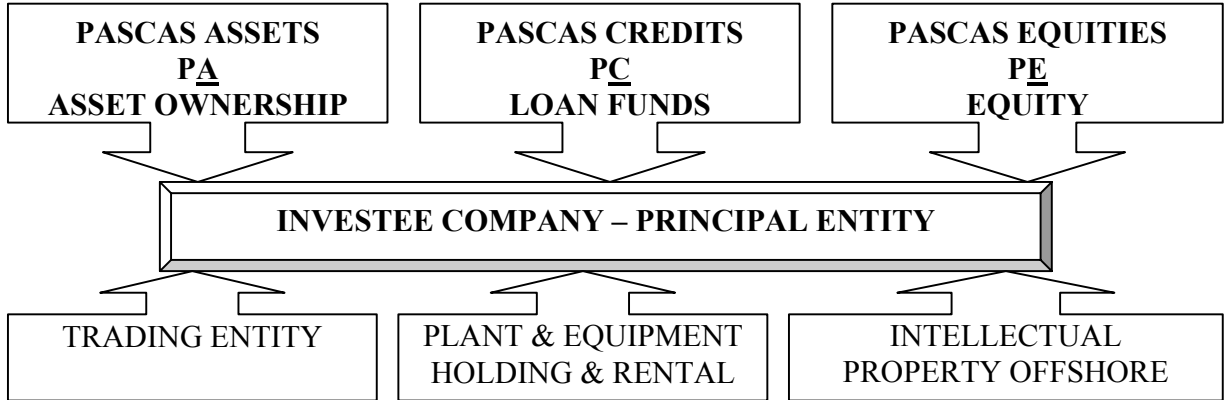 PASCAS ASSETS
PA
ASSET OWNERSHIP
PASCAS CREDITS
PC
LOAN FUNDS
PASCAS EQUITIES
PE
EQUITY
INVESTEE COMPANY – PRINCIPAL ENTITY
TRADING ENTITY
PLANT & EQUIPMENT
HOLDING & RENTAL
INTELLECTUAL
PROPERTY OFFSHORE